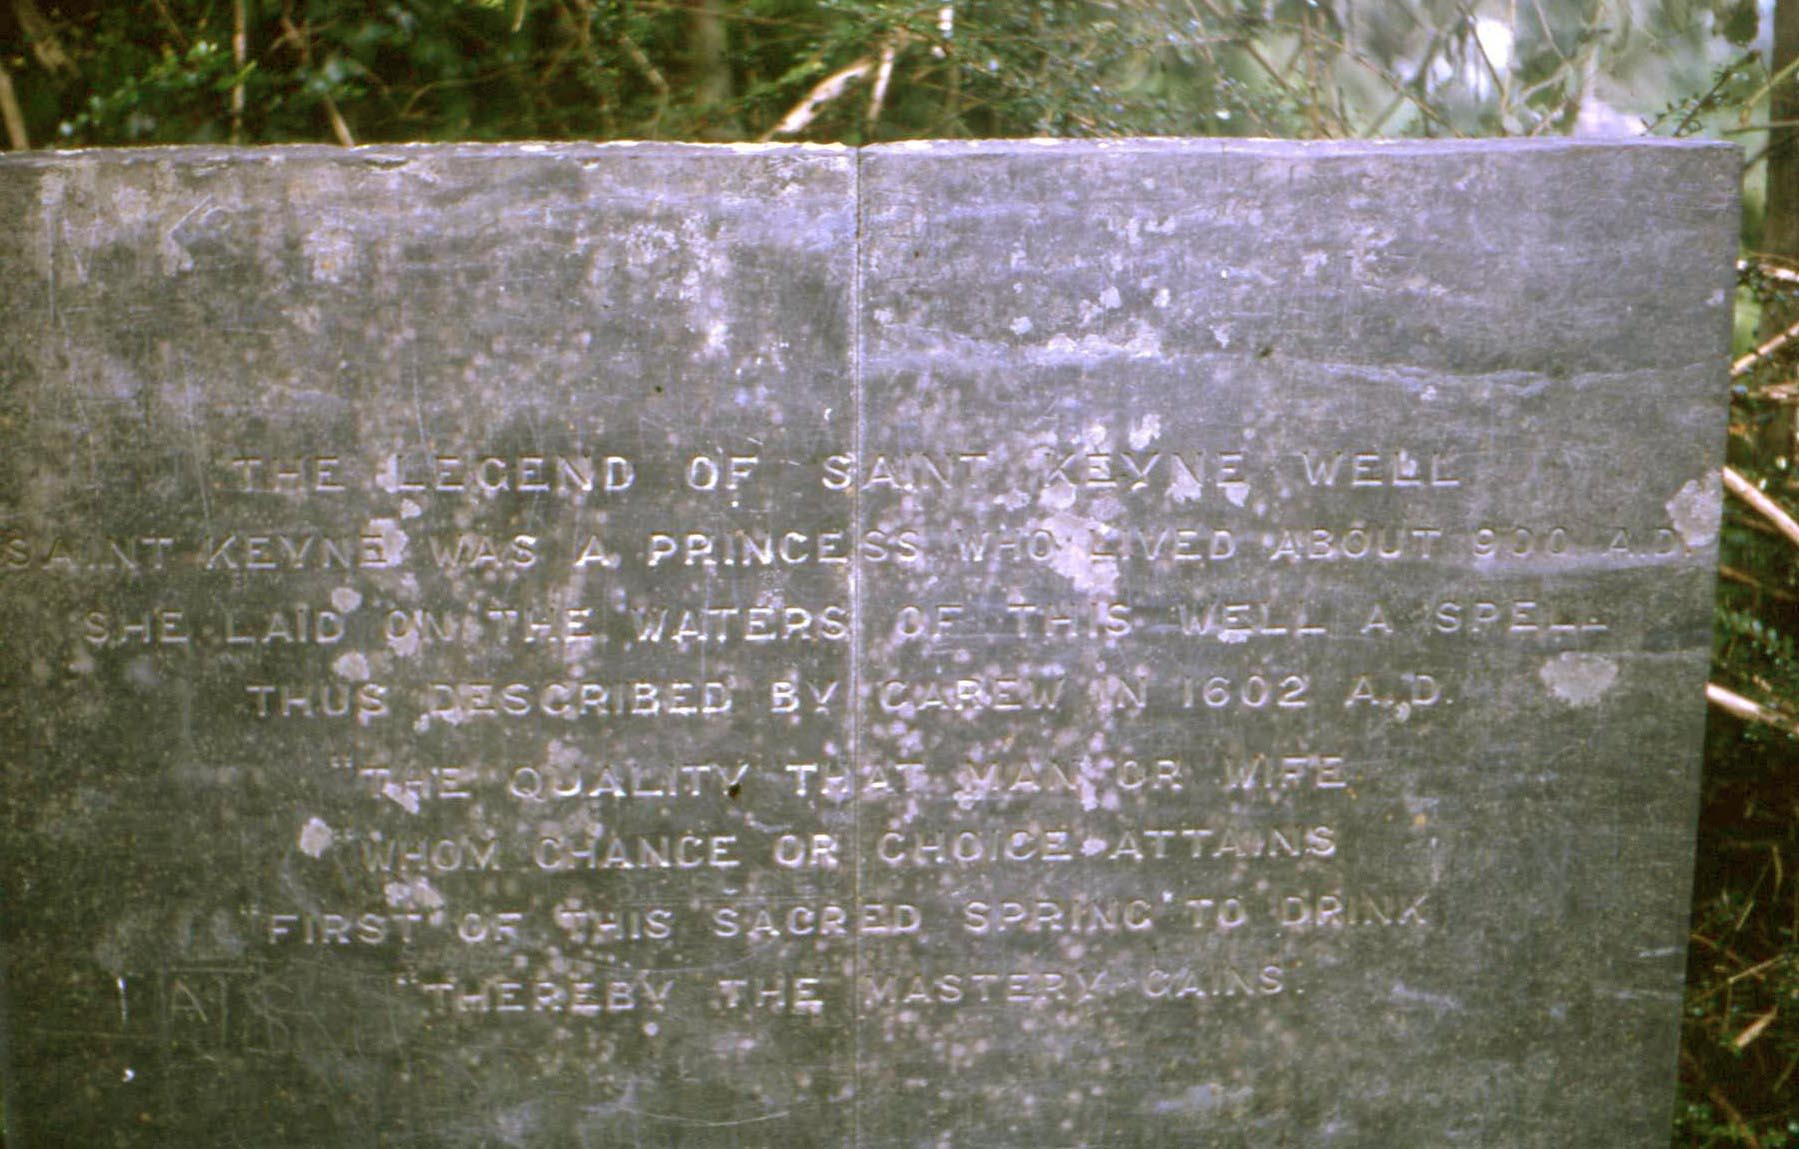 THE LEGEND OF SAINT KEYNE WELL
SAINT KEYNE WAS A PRINCESS WHO LIVED ABOUT 900 A.D.
SHE LAID ON THE WATERS OF THIS WELL A SPELL
THUS DESCRIBED BY CAREW IN 1602 A.D.
"THE QUALITY THAT MAN OR WIFE
"WHOM CHANCE OR CHOICE ATTAINS
"FIRST OF THIS SACRED SPRING TO DRINK
"THEREBY THE MASTERY GAINS.